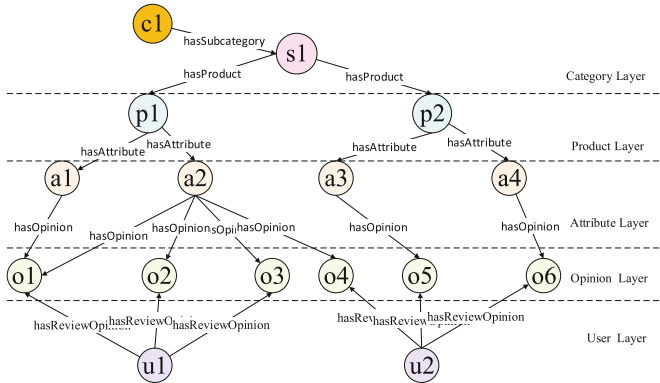 c1
hasSubcategory
s1
hasProduct
hasProduct
Category Layer
p1
p2
hasAttribute
hasAttribute
hasAttribute
hasAttribute
Product Layer
a1
a2
a3
a4
hasOpinion
hasOpinion
hasOpinion
hasOpinion
hasOpinion
hasOpinion
Attribute Layer
o1
o2
o3
o4
o5
o6
Opinion Layer
hasReviewOpinion
hasReviewOpinion
User Layer
u1
u2